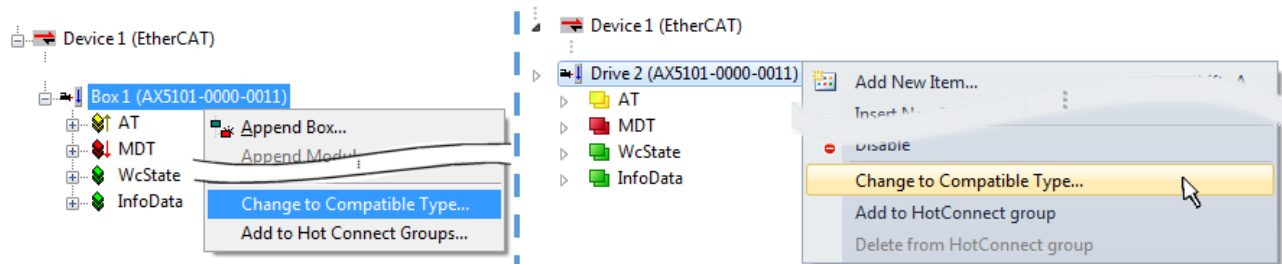 Device 1 (EtherCAT)
Box 1 (AX5101-0000-0011)
AT
MDT
WcState
InfoData
Append Box...
Append Modul
Change to Compatible Type...
Add to Hot Connect Groups...
Device 1 (EtherCAT)
Drive 2 (AX5101-0000-0011)
AT
MDT
WcState
InfoData
Add New Item...
Insert
Disable
Change to Compatible Type...
Add to HotConnect group
Delete from HotConnect group